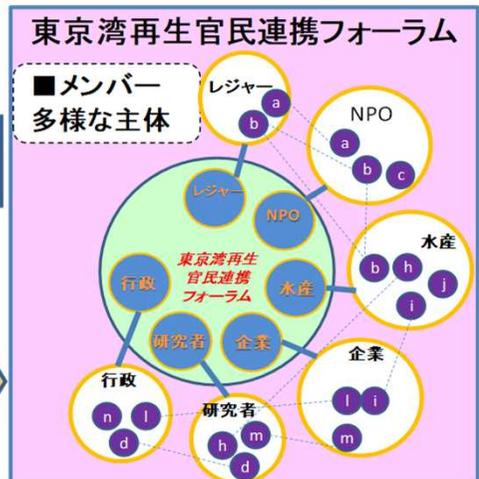 東京湾再生官民連携フォーラム
■メンバー
多様な主体
レジャー
a
b
NPO
a
b
c
水産
b
h
j
i
企業
l
i
m
研究者
h
m
d
行政
n
l
d
レジャー
NPO
水産
企業
研究者
行政
東京湾再生
官民連携
フォーラム